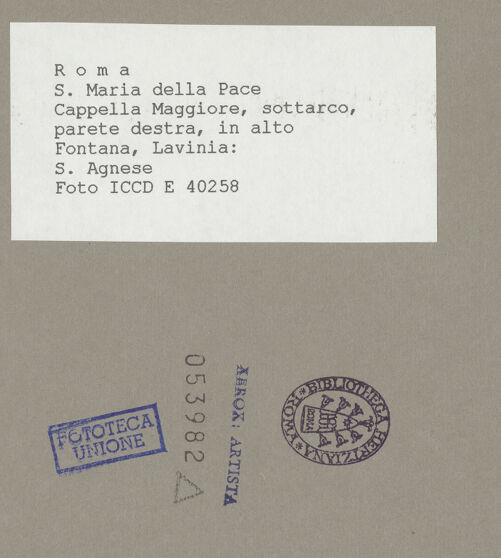 R o m a
S. Maria della Pace
Cappella Maggiore, sottarco,
parete destra, in alto
Fontana, Lavinia:
S. Agnese
Foto ICCD E 40258
FOTOTECA
UNIONE
053982
XEROX: ARTISTA
BIBLIOTHECA HERTZIANA * ROMA *